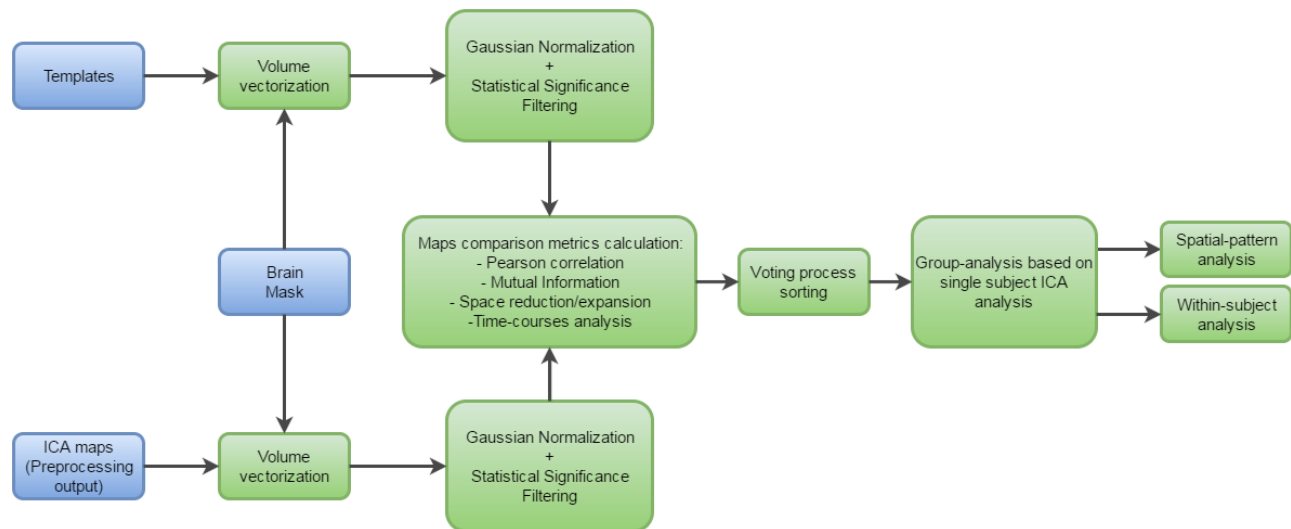 Templates
Volume
vectorization
Gaussian Normalization
+
Statistical Significance
Filtering
Brain
Mask
Maps comparison metrics calculation:
- Pearson correlation
- Mutual Information
- Space reduction/expansion
-Time-courses analysis
Voting process
sorting
Group-analysis based on
single subject ICA
analysis
Spatial-pattern
analysis
Within-subject
analysis
ICA maps
(Preprocessing
output)
Volume
vectorization
Gaussian Normalization
+
Statistical Significance
Filtering